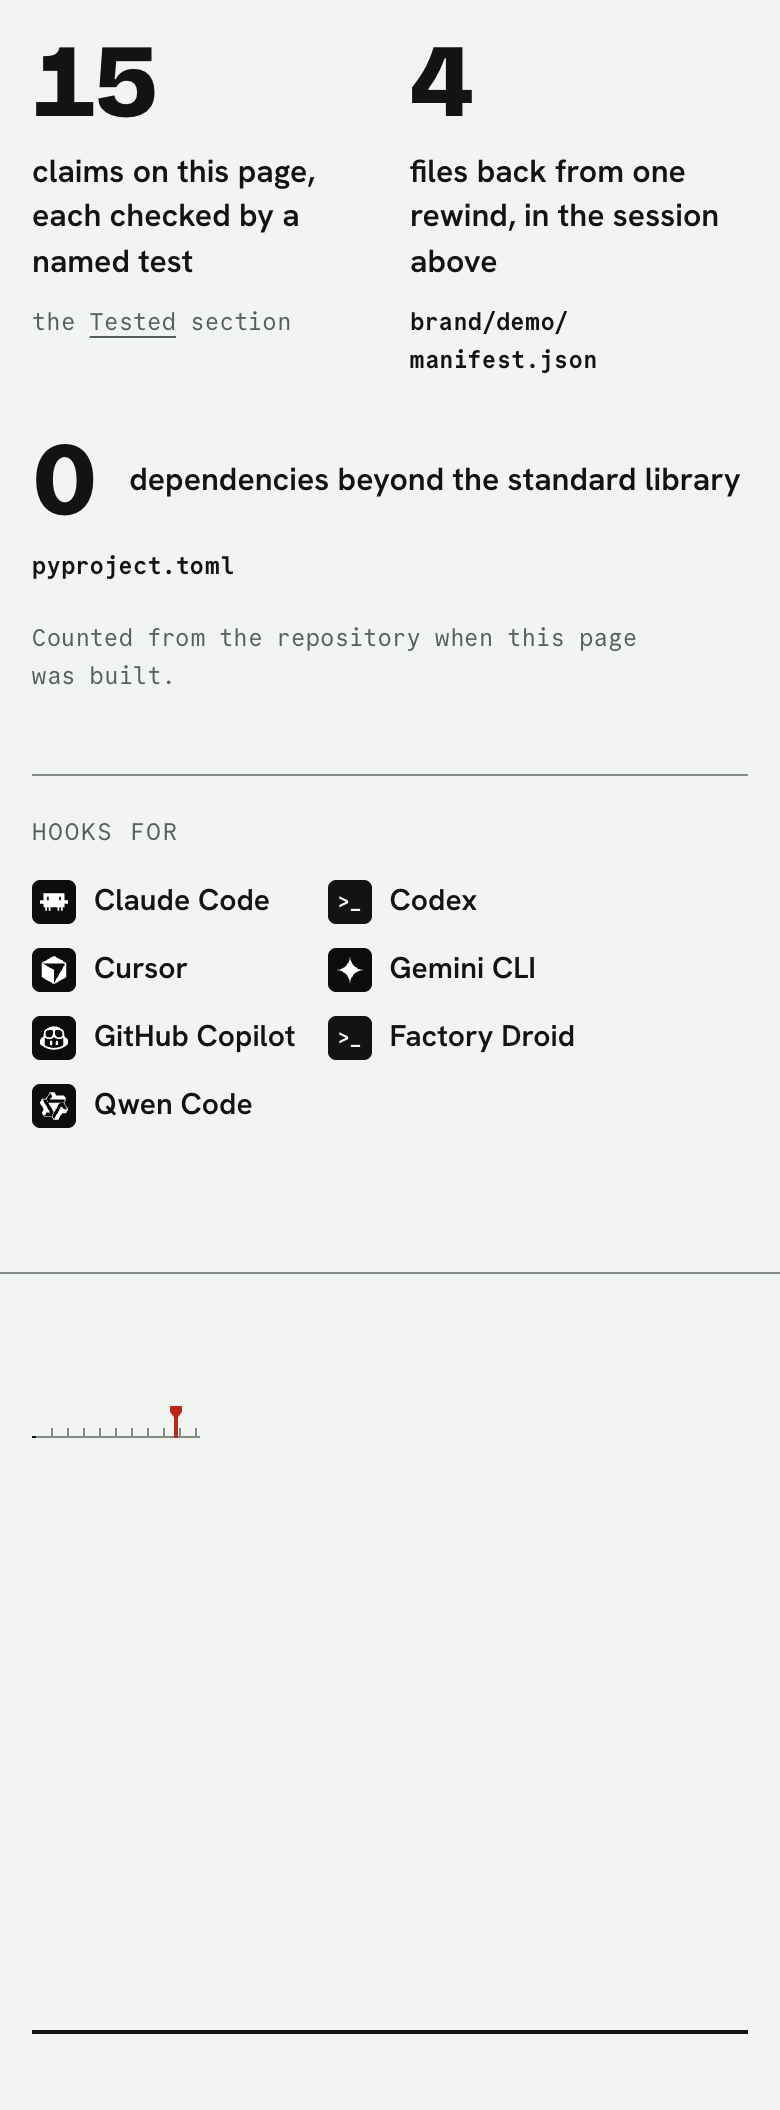 15
claims on this page,
each checked by a
named test
the Tested section
4
files back from one
rewind, in the session
above
brand/demo/
manifest.json
0 dependencies beyond the standard library
pyproject.toml
Counted from the repository when this page
was built.
HOOKS FOR
>_
Claude Code
Codex
Cursor
Gemini CLI
GitHub Copilot
>_
Factory Droid
Qwen Code